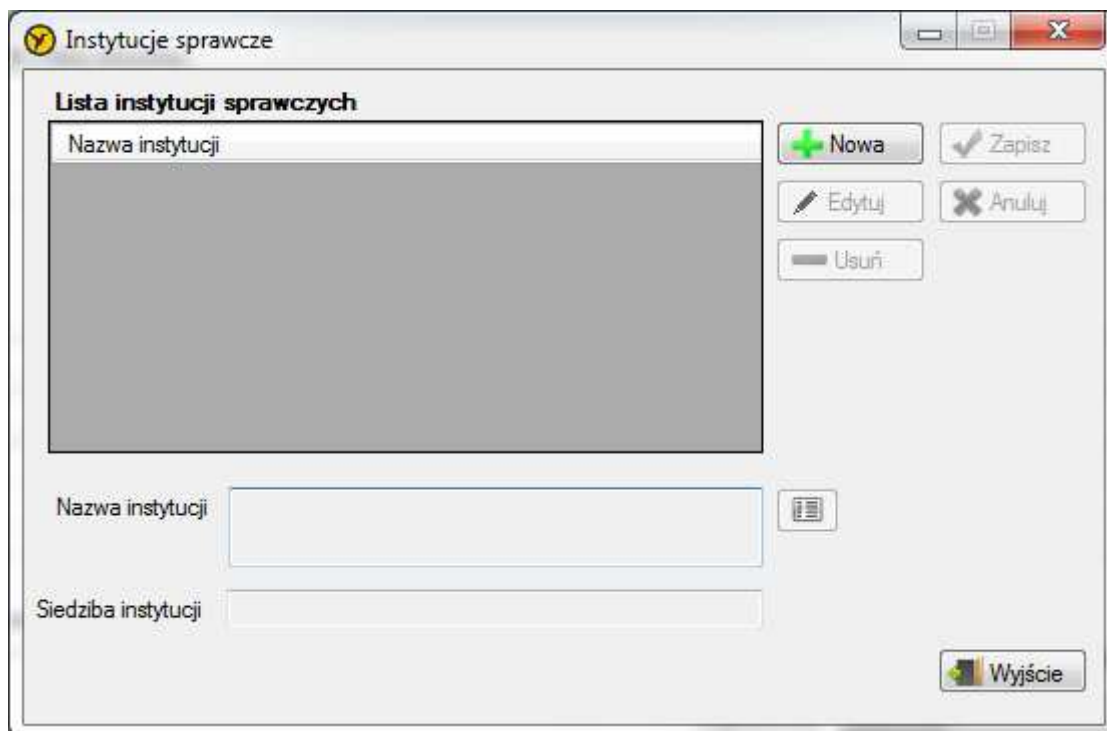 Instytucje sprawcze
Lista instytucji sprawczych
Nazwa instytucji
Nowa
Zapisz
Edytuj
Anuluj
Usuń
Nazwa instytucji
Siedziba instytucji
Wyjście